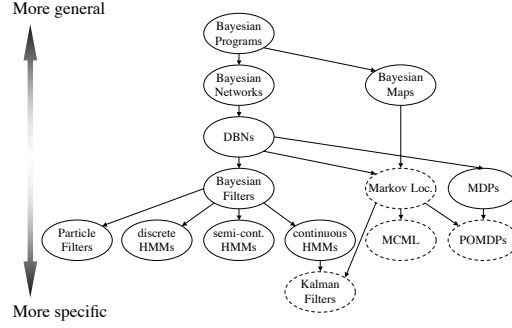 More general
Bayesian
Programs
Bayesian
Networks
Bayesian
Maps
DBNs
Bayesian
Filters
Markov Loc.
MDPs
Particle
Filters
discrete
HMMs
semi-cont.
HMMs
continuous
HMMs
MCML
POMDPs
Kalman
Filters
More specific